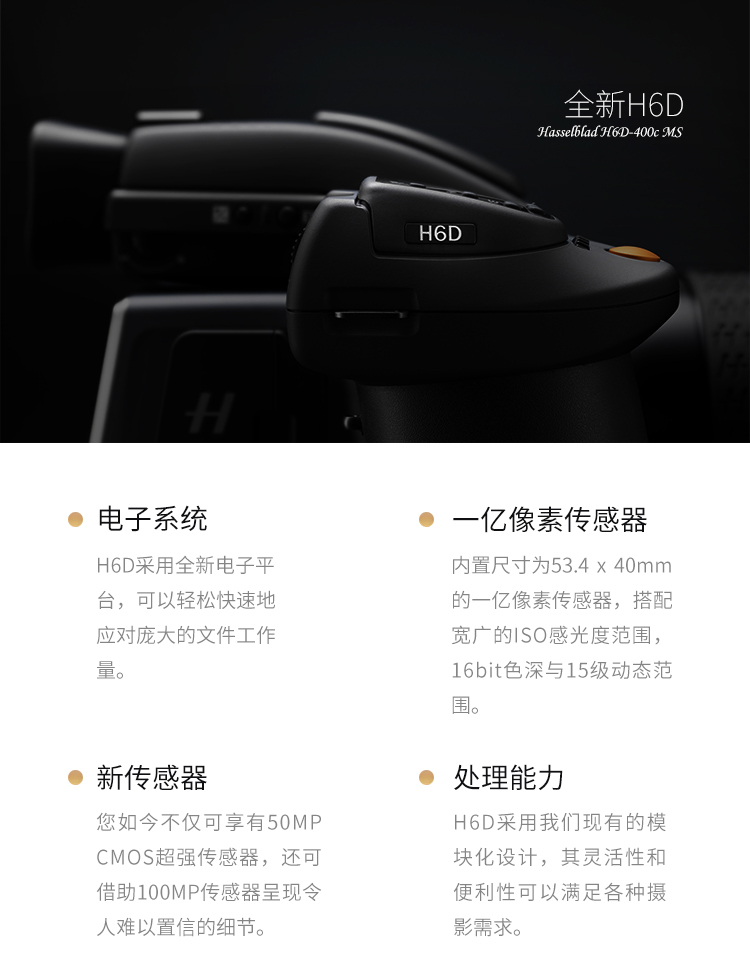 全新H6D
Hasselblad H6D-400c MS
H6D
H
电子系统
H6D采用全新电子平
台，可以轻松快速地
应对庞大的文件工作
量。
一亿像素传感器
内置尺寸为53.4 x 40mm
的一亿像素传感器，搭配
宽广的ISO感光度范围，
16bit色深与15级动态范
围。
新传感器
您如今不仅可享有50MP
CMOS超强传感器，还可
借助100MP传感器呈现令
人难以置信的细节。
处理能力
H6D采用我们现有的模
块化设计，其灵活性和
便利性可以满足各种摄
影需求。